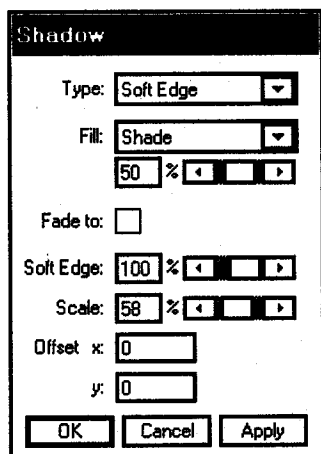 Shadow
Type: Soft Edge
Fill: Shade
50 %
Fade to:
Soft Edge: 100 %
Scale: 58 %
Offset x: 0
y: 0
OK Cancel Apply